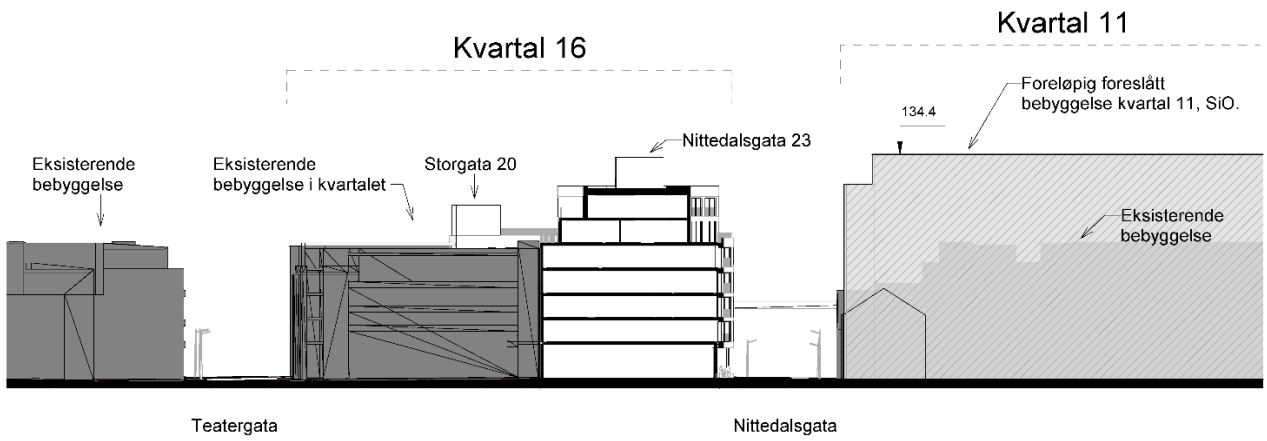 Kvartal 11
Kvartal 16
Foreløpig foreslått
bebyggelse kvartal 11, SiO.
134.4
Nittedalsgata 23
Eksisterende
bebyggelse
Eksisterende
bebyggelse i kvartalet
Storgata 20
Eksisterende
bebyggelse
Teatergata
Nittedalsgata